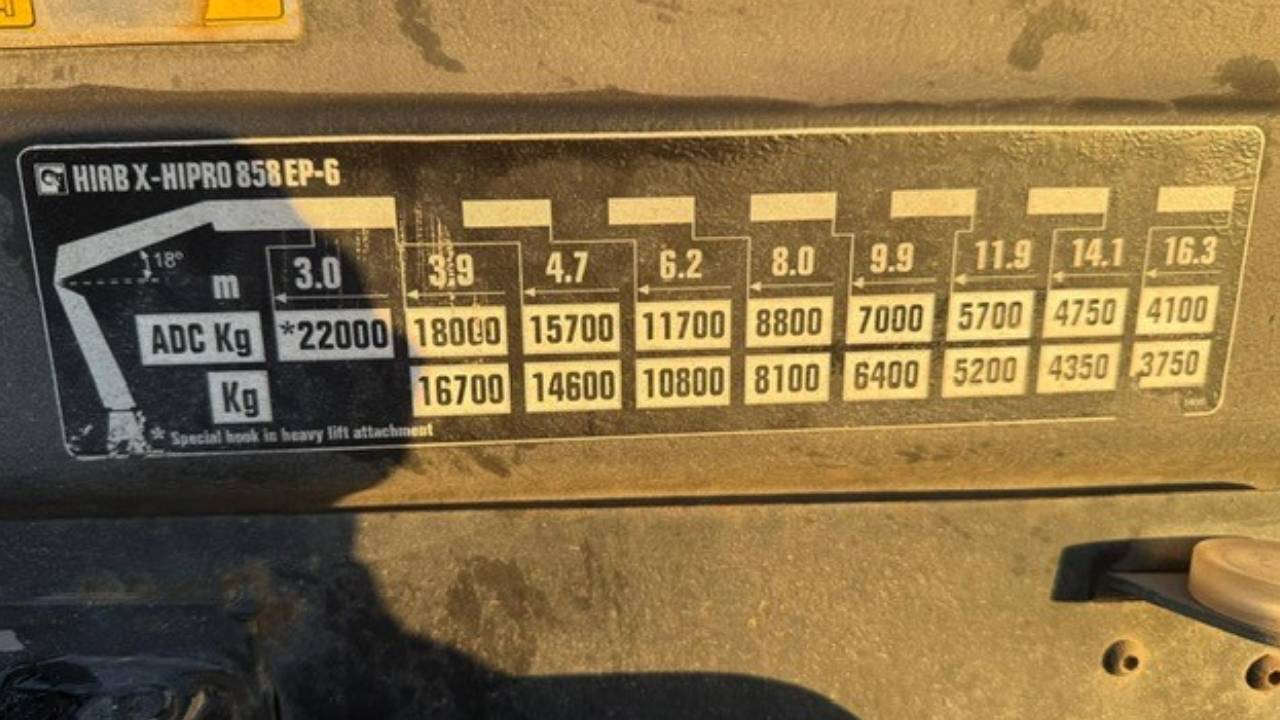 HIAB X-HIPRO 858 EP-6
18°
m 3.0 3.9 4.7 6.2 8.0 9.9 11.9 14.1 16.3
ADC Kg *22000 18000 15700 11700 8800 7000 5700 4750 4100
Kg 16700 14600 10800 8100 6400 5200 4350 3750
* Special hook in heavy lift attachment